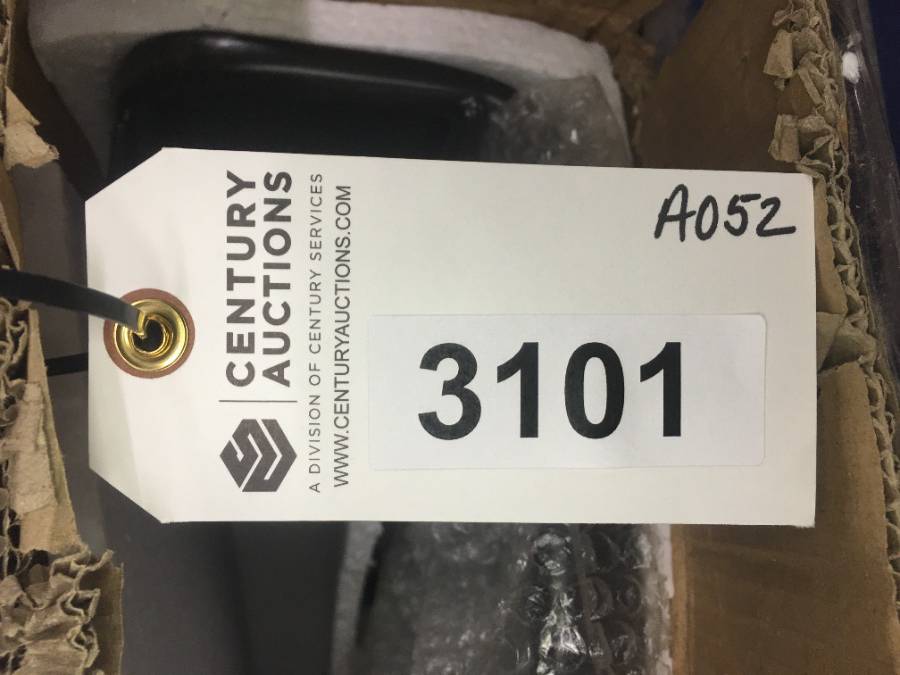 CENTURY
AUCTIONS
A DIVISION OF CENTURY SERVICES
WWW.CENTURYAUCTIONS.COM
A052
3101